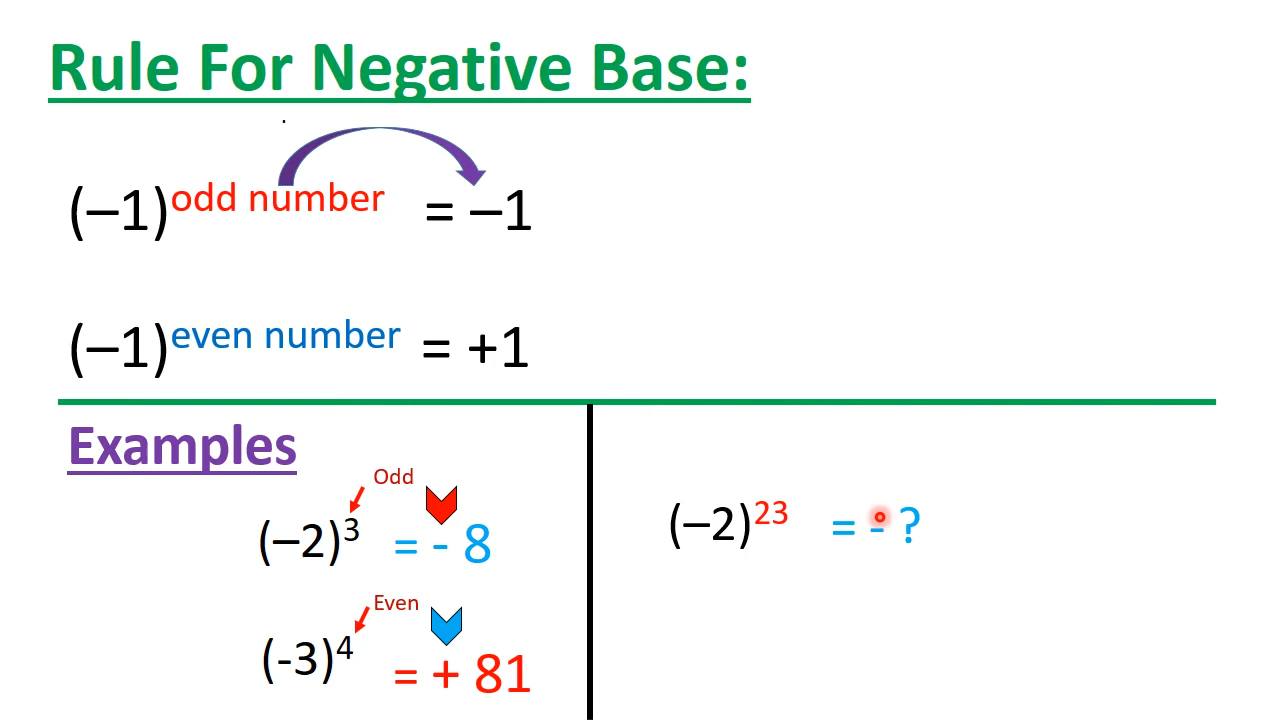 Rule For Negative Base:
(–1)^odd number = –1
(–1)^even number = +1
Examples
Odd
(–2)³ = - 8
Even
(-3)⁴ = + 81
(–2)²³ = - ?